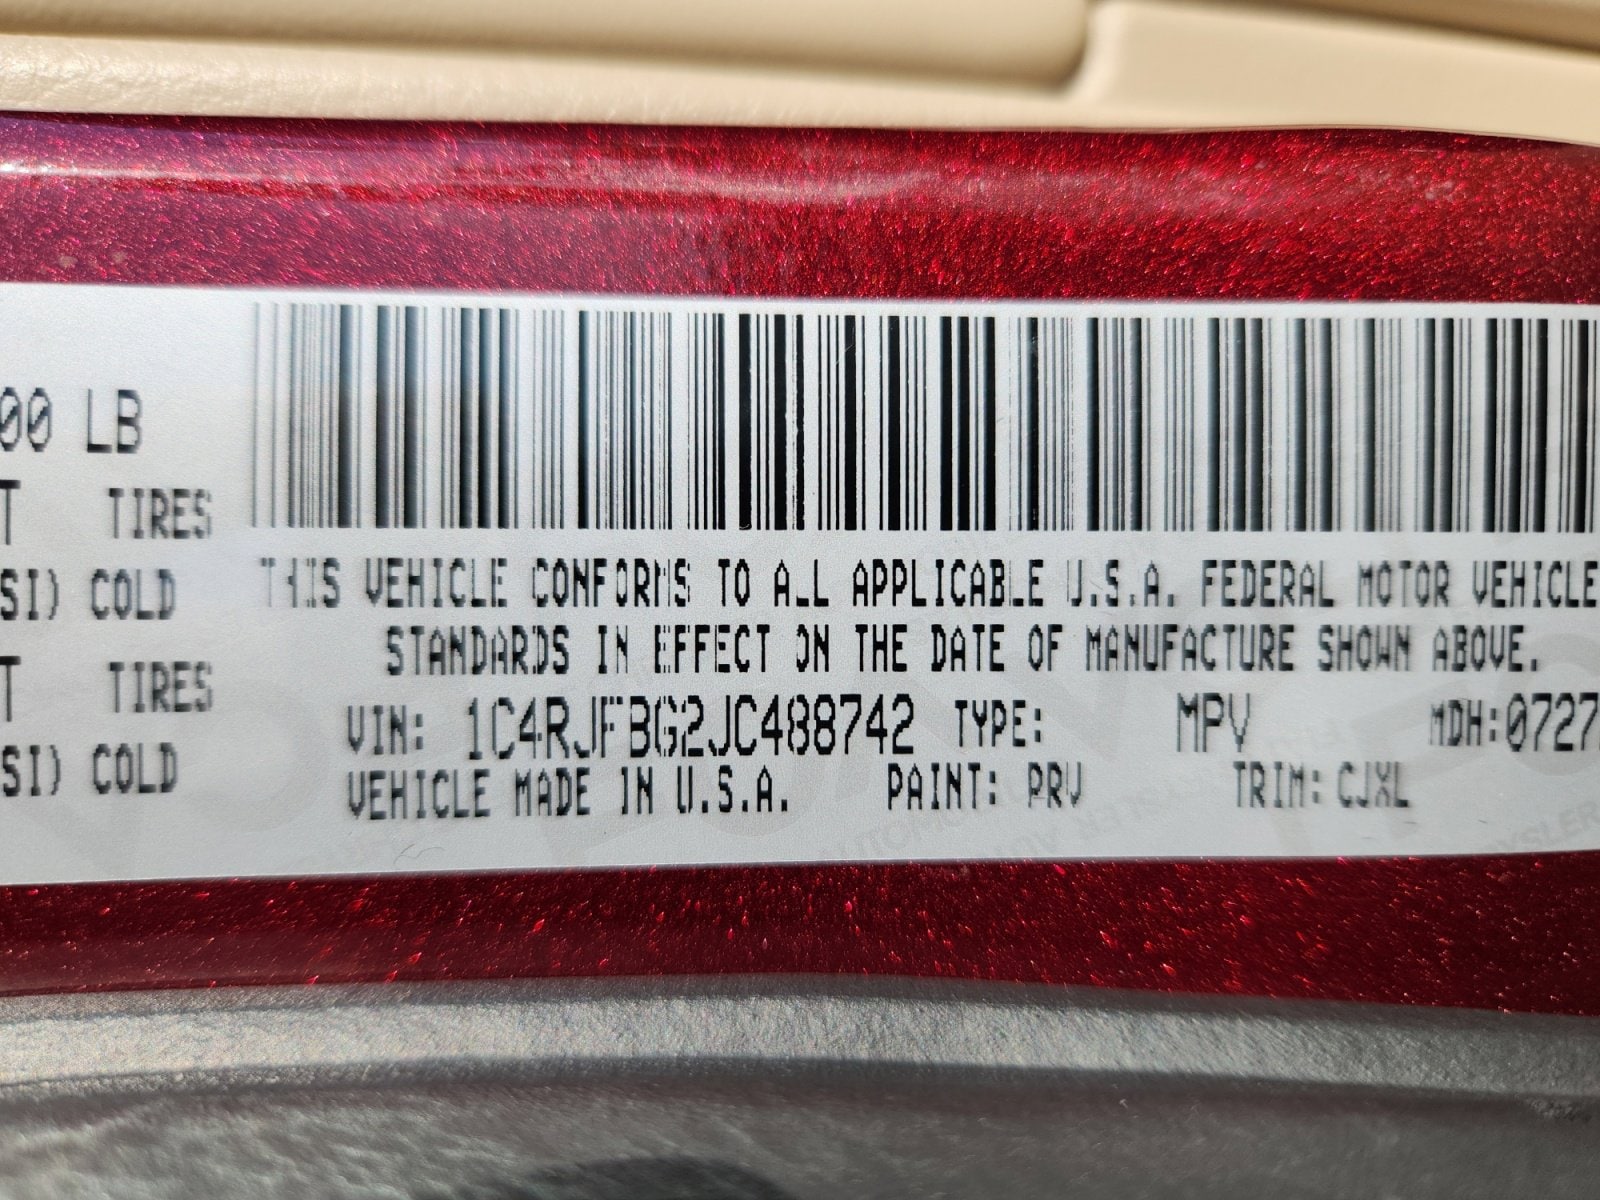 00 LB
T TIRES
SI) COLD
T TIRES
SI) COLD
THIS VEHICLE CONFORMS TO ALL APPLICABLE U.S.A. FEDERAL MOTOR VEHICLE
STANDARDS IN EFFECT ON THE DATE OF MANUFACTURE SHOWN ABOVE.
VIN: 1C4RJFBG2JC488742 TYPE: MPV MDH:0727
VEHICLE MADE IN U.S.A. PAINT: PRV TRIM: CJXL